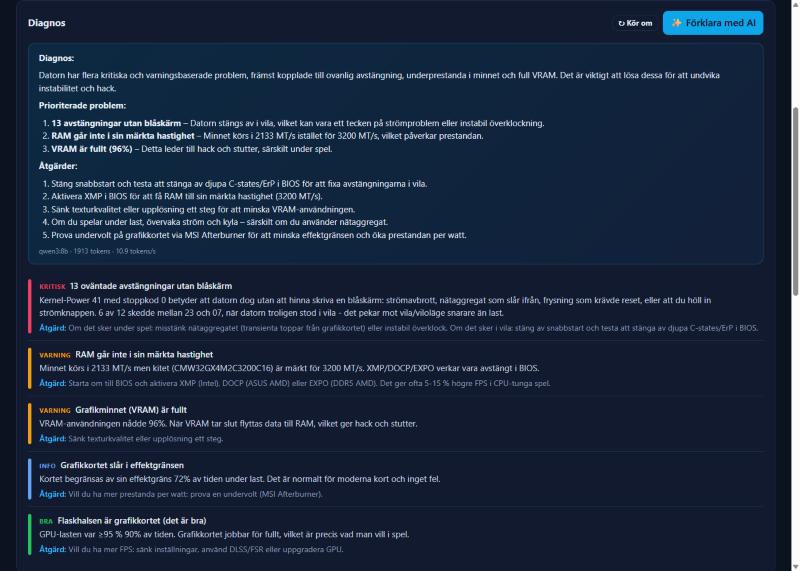 Diagnos
↻ Kör om
✨ Förklara med AI
Diagnos:
Datorn har flera kritiska och varningsbaserade problem, främst kopplade till ovanlig avstängning, underprestanda i minnet och full VRAM. Det är viktigt att lösa dessa för att undvika
instabilitet och hack.
Prioriterade problem:
1. 13 avstängningar utan blåskärm – Datorn stängs av i vila, vilket kan vara ett tecken på strömproblem eller instabil överklockning.
2. RAM går inte i sin märkta hastighet – Minnet körs i 2133 MT/s istället för 3200 MT/s, vilket påverkar prestandan.
3. VRAM är fullt (96%) – Detta leder till hack och stutter, särskilt under spel.
Åtgärder:
1. Stäng snabbstart och testa att stänga av djupa C-states/ErP i BIOS för att fixa avstängningarna i vila.
2. Aktivera XMP i BIOS för att få RAM till sin märkta hastighet (3200 MT/s).
3. Sänk texturkvalitet eller upplösning ett steg för att minska VRAM-användningen.
4. Om du spelar under last, övervaka ström och kyla – särskilt om du använder nätaggregat.
5. Prova undervolt på grafikkortet via MSI Afterburner för att minska effektgränsen och öka prestandan per watt.
qwen3:8b · 1913 tokens · 10.9 tokens/s
KRITISK 13 oväntade avstängningar utan blåskärm
Kernel-Power 41 med stoppkod 0 betyder att datorn dog utan att hinna skriva en blåskärm: strömavbrott, nätaggregat som slår ifrån, frysning som krävde reset, eller att du höll in
strömknappen. 6 av 12 skedde mellan 23 och 07, när datorn troligen stod i vila - det pekar mot vila/viloläge snarare än last.
Åtgärd: Om det sker under spel: misstänk nätaggregatet (transienta toppar från grafikkortet) eller instabil överklock. Om det sker i vila: stäng av snabbstart och testa att stänga av djupa C-states/ErP i BIOS.
VARNING RAM går inte i sin märkta hastighet
Minnet körs i 2133 MT/s men kitet (CMW32GX4M2C3200C16) är märkt för 3200 MT/s. XMP/DOCP/EXPO verkar vara avstängt i BIOS.
Åtgärd: Starta om till BIOS och aktivera XMP (Intel), DOCP (ASUS AMD) eller EXPO (DDR5 AMD). Det ger ofta 5-15 % högre FPS i CPU-tunga spel.
VARNING Grafikminnet (VRAM) är fullt
VRAM-användningen nådde 96%. När VRAM tar slut flyttas data till RAM, vilket ger hack och stutter.
Åtgärd: Sänk texturkvalitet eller upplösning ett steg.
INFO Grafikkortet slår i effektgränsen
Kortet begränsas av sin effektgräns 72% av tiden under last. Det är normalt för moderna kort och inget fel.
Åtgärd: Vill du ha mer prestanda per watt: prova en undervolt (MSI Afterburner).
BRA Flaskhalsen är grafikkortet (det är bra)
GPU-lasten var ≥95 % 90% av tiden. Grafikkortet jobbar för fullt, vilket är precis vad man vill i spel.
Åtgärd: Vill du ha mer FPS: sänk inställningar, använd DLSS/FSR eller uppgradera GPU.